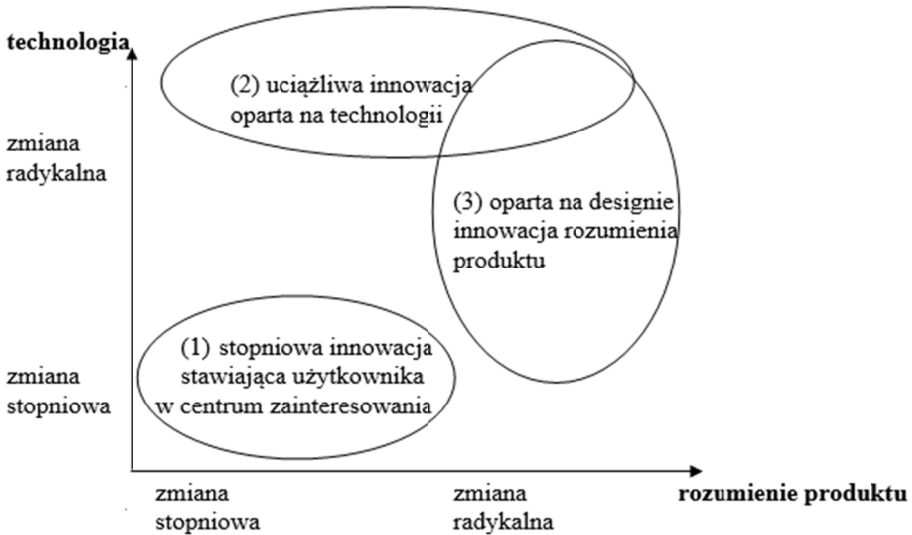 technologia
(2) uciążliwa innowacja
oparta na technologii
zmiana
radykalna
(3) oparta na designie
innowacja rozumienia
produktu
(1) stopniowa innowacja
stawiająca użytkownika
w centrum zainteresowania
zmiana
stopniowa
zmiana
stopniowa
zmiana
radykalna
rozumienie produktu